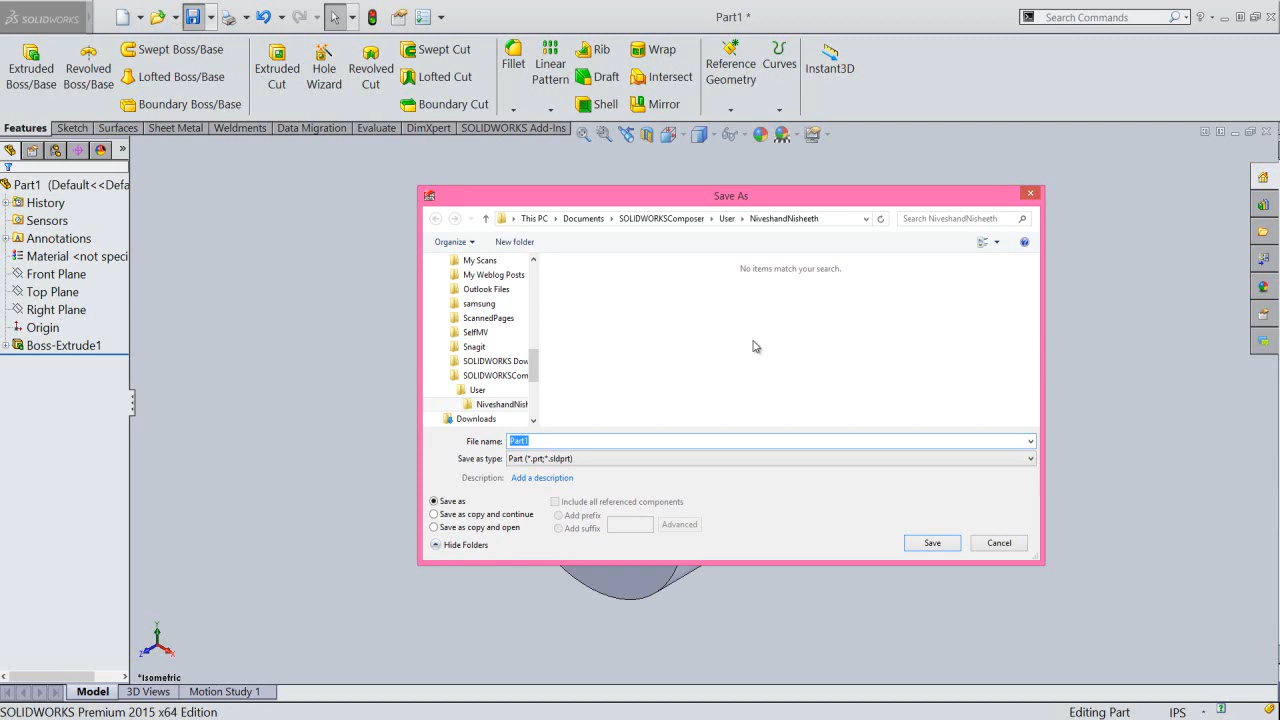 SOLIDWORKS
Part1 *
Search Commands
Extruded Boss/Base
Revolved Boss/Base
Swept Boss/Base
Lofted Boss/Base
Boundary Boss/Base
Extruded Cut
Hole Wizard
Revolved Cut
Swept Cut
Lofted Cut
Boundary Cut
Fillet
Linear Pattern
Rib
Draft
Shell
Wrap
Intersect
Mirror
Reference Geometry
Curves
Instant3D
Features Sketch Surfaces Sheet Metal Weldments Data Migration Evaluate DimXpert SOLIDWORKS Add-Ins
Part1 (Default<<Defa
History
Sensors
Annotations
Material <not speci
Front Plane
Top Plane
Right Plane
Origin
Boss-Extrude1
Save As
This PC Documents SOLIDWORKSComposer User NiveshandNisheeth
Search NiveshandNisheeth
Organize
New folder
My Scans
My Weblog Posts
Outlook Files
samsung
ScannedPages
SelfMV
Snagit
SOLIDWORKS Dow
SOLIDWORKSCom
User
NiveshandNish
Downloads
No items match your search.
File name: Part1
Save as type: Part (*.prt;*.sldprt)
Description: Add a description
Save as
Save as copy and continue
Save as copy and open
Include all referenced components
Add prefix
Add suffix
Advanced
Hide Folders
Save
Cancel
Y
Z
X
*Isometric
Model 3D Views Motion Study 1
SOLIDWORKS Premium 2015 x64 Edition
Editing Part
IPS